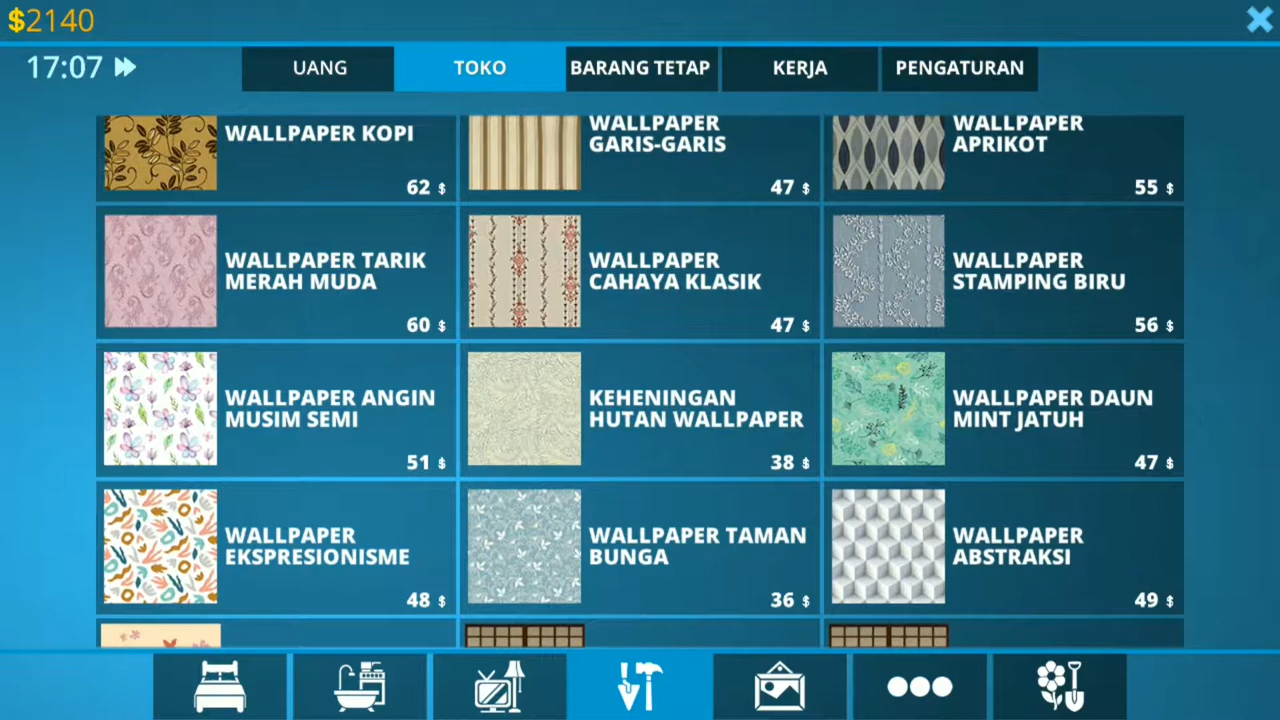 $2140
17:07
UANG
TOKO
BARANG TETAP
KERJA
PENGATURAN
WALLPAPER KOPI
62 $
WALLPAPER
GARIS-GARIS
47 $
WALLPAPER
APRIKOT
55 $
WALLPAPER TARIK
MERAH MUDA
60 $
WALLPAPER
CAHAYA KLASIK
47 $
WALLPAPER
STAMPING BIRU
56 $
WALLPAPER ANGIN
MUSIM SEMI
51 $
KEHENINGAN
HUTAN WALLPAPER
38 $
WALLPAPER DAUN
MINT JATUH
47 $
WALLPAPER
EKSPRESIONISME
48 $
WALLPAPER TAMAN
BUNGA
36 $
WALLPAPER
ABSTRAKSI
49 $